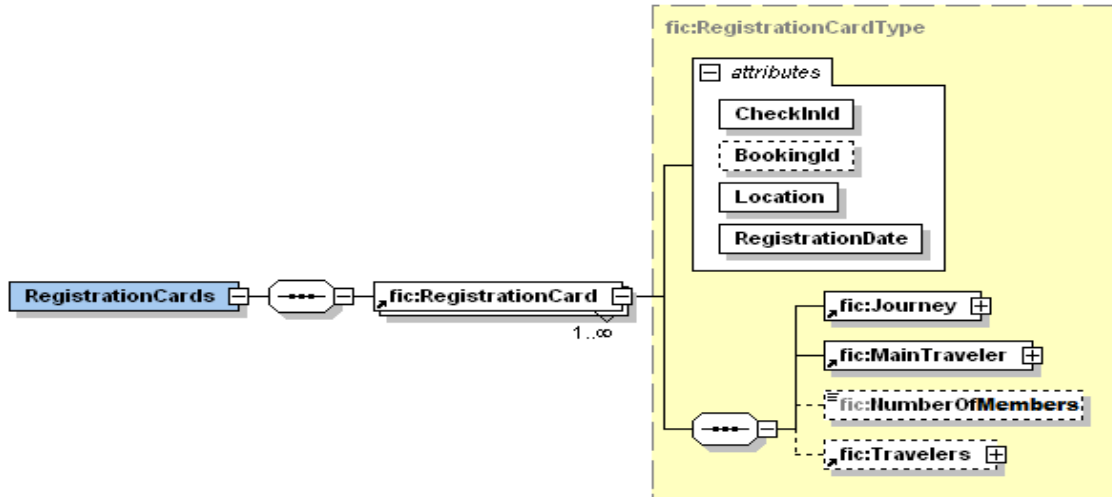 fic:RegistrationCardType
attributes
CheckInId
BookingId
Location
RegistrationDate
RegistrationCards
fic:RegistrationCard
1..∞
fic:Journey
fic:MainTraveler
fic:NumberOfMembers
fic:Travelers